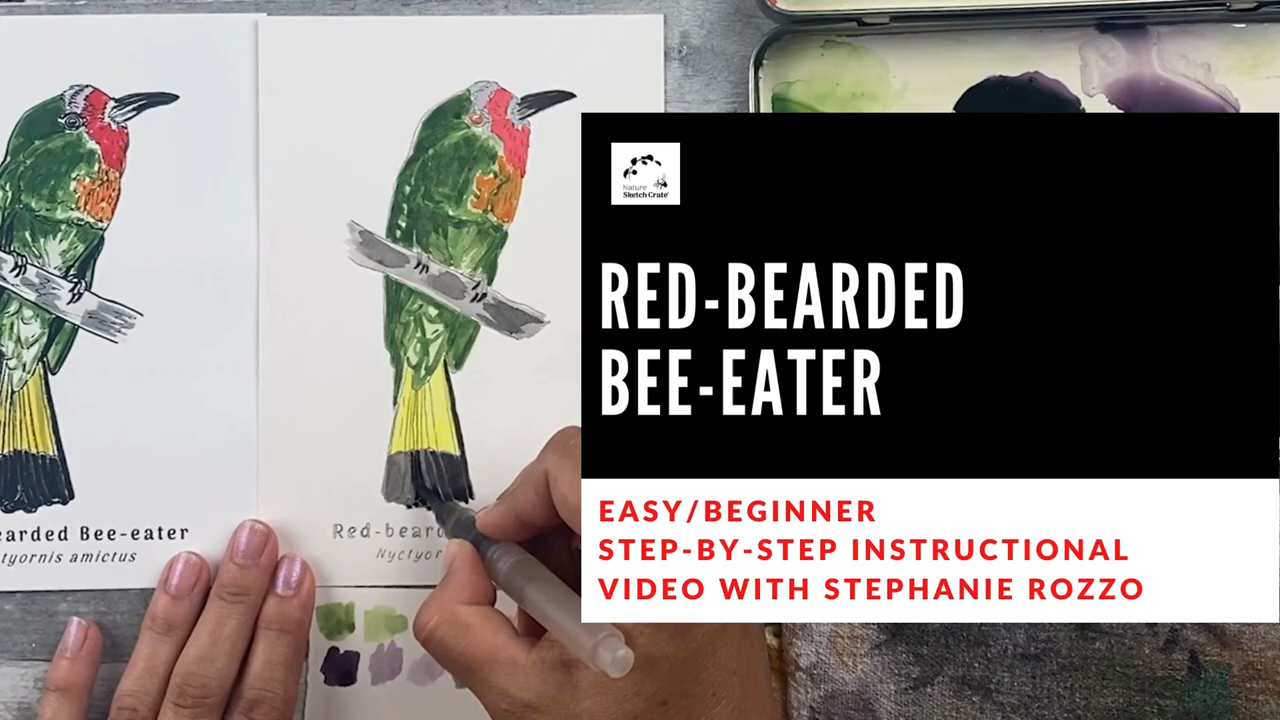 Nature
Sketch Crate
RED-BEARDED
BEE-EATER
EASY/BEGINNER
STEP-BY-STEP INSTRUCTIONAL
VIDEO WITH STEPHANIE ROZZO
earded Bee-eater
tyornis amictus
Red-beard
Nyctyor